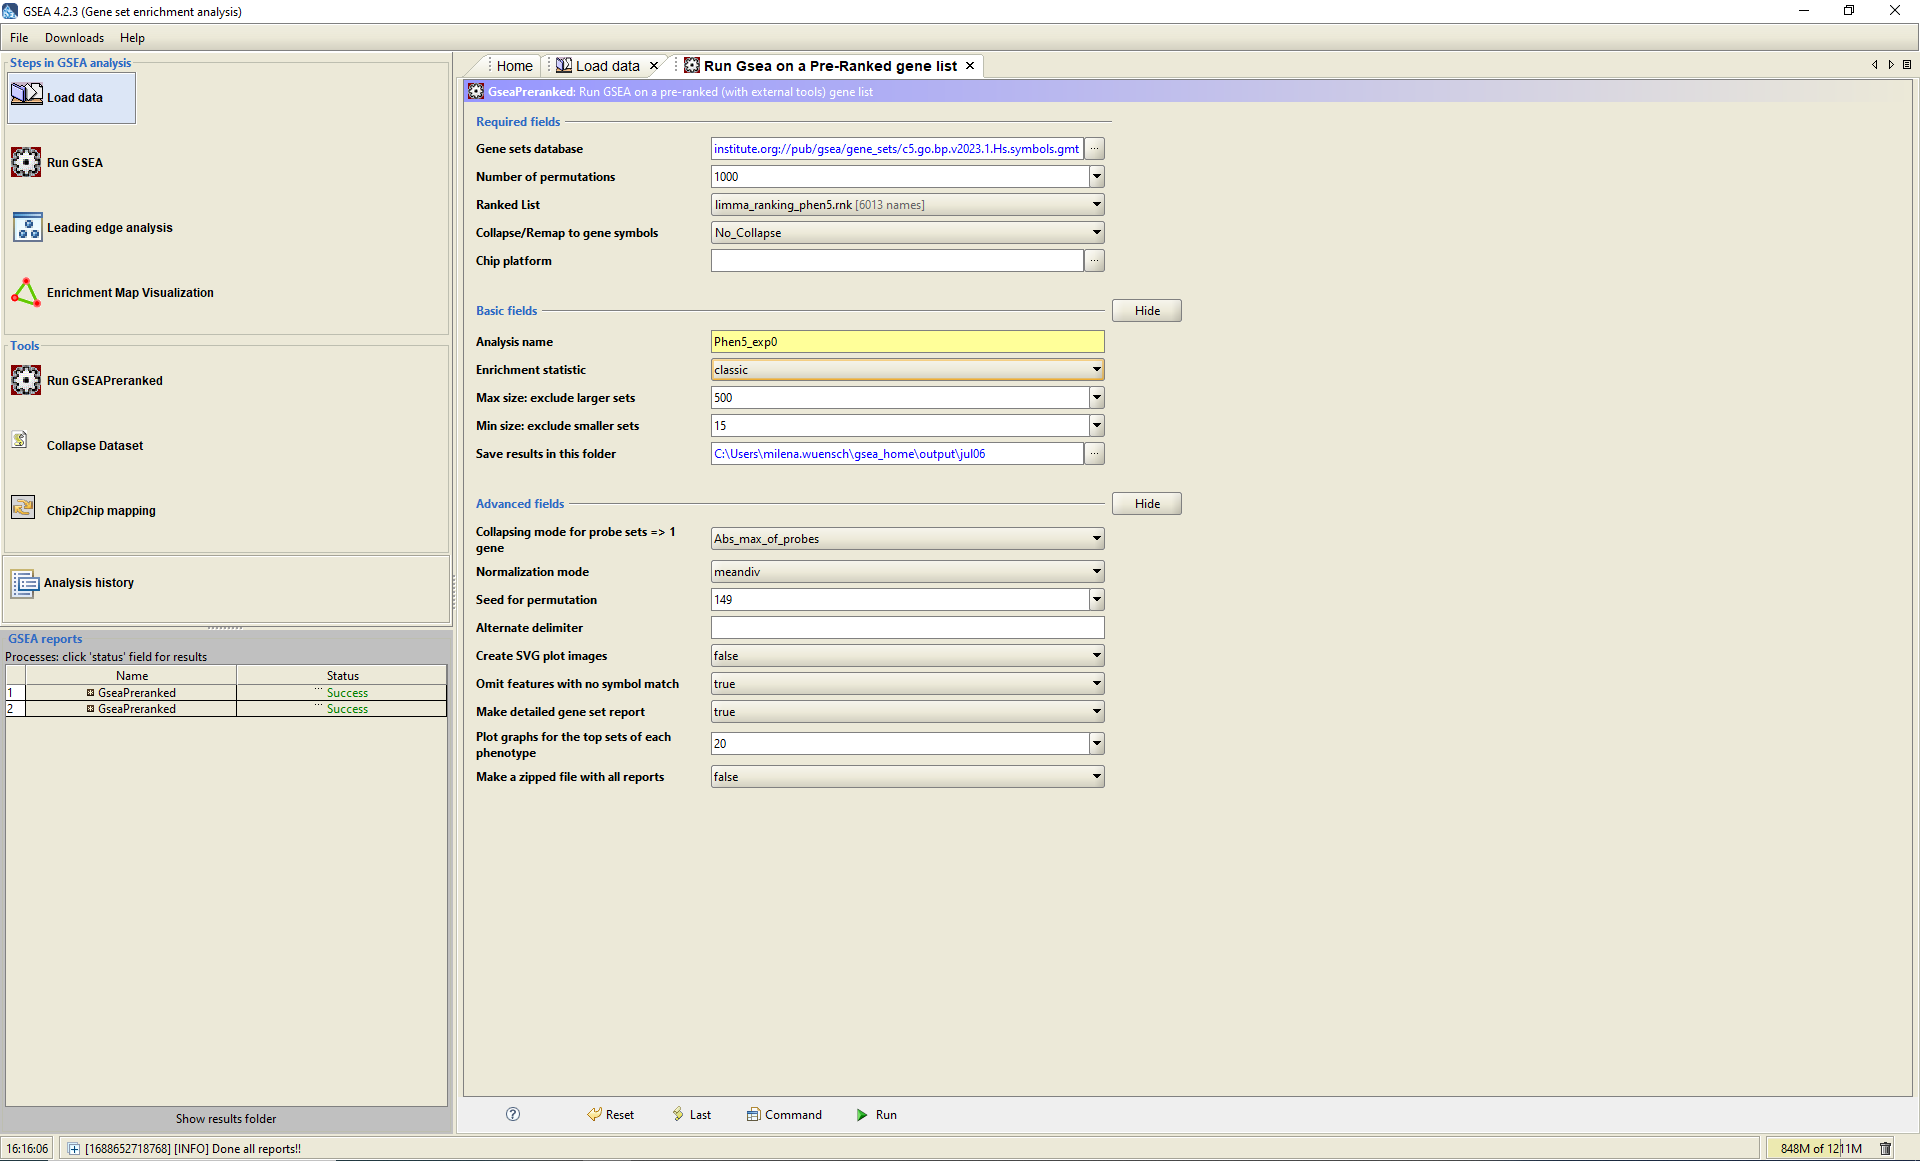 GSEA 4.2.3 (Gene set enrichment analysis)
File Downloads Help
Steps in GSEA analysis
Load data
Run GSEA
Leading edge analysis
Enrichment Map Visualization
Tools
Run GSEAPreranked
Collapse Dataset
Chip2Chip mapping
Analysis history
GSEA reports
Processes: click 'status' field for results
Name Status
1 GseaPreranked ... Success
2 GseaPreranked ... Success
Show results folder
Home Load data Run Gsea on a Pre-Ranked gene list
GseaPreranked: Run GSEA on a pre-ranked (with external tools) gene list
Required fields
Gene sets database institute.org://pub/gsea/gene_sets/c5.go.bp.v2023.1.Hs.symbols.gmt ...
Number of permutations 1000
Ranked List limma_ranking_phen5.rnk [6013 names]
Collapse/Remap to gene symbols No_Collapse
Chip platform ...
Basic fields Hide
Analysis name Phen5_exp0
Enrichment statistic classic
Max size: exclude larger sets 500
Min size: exclude smaller sets 15
Save results in this folder C:\Users\milena.wuensch\gsea_home\output\jul06 ...
Advanced fields Hide
Collapsing mode for probe sets => 1
gene Abs_max_of_probes
Normalization mode meandiv
Seed for permutation 149
Alternate delimiter
Create SVG plot images false
Omit features with no symbol match true
Make detailed gene set report true
Plot graphs for the top sets of each
phenotype 20
Make a zipped file with all reports false
? Reset Last Command Run
16:16:06 [1688652718768] [INFO] Done all reports!! 848M of 1211M